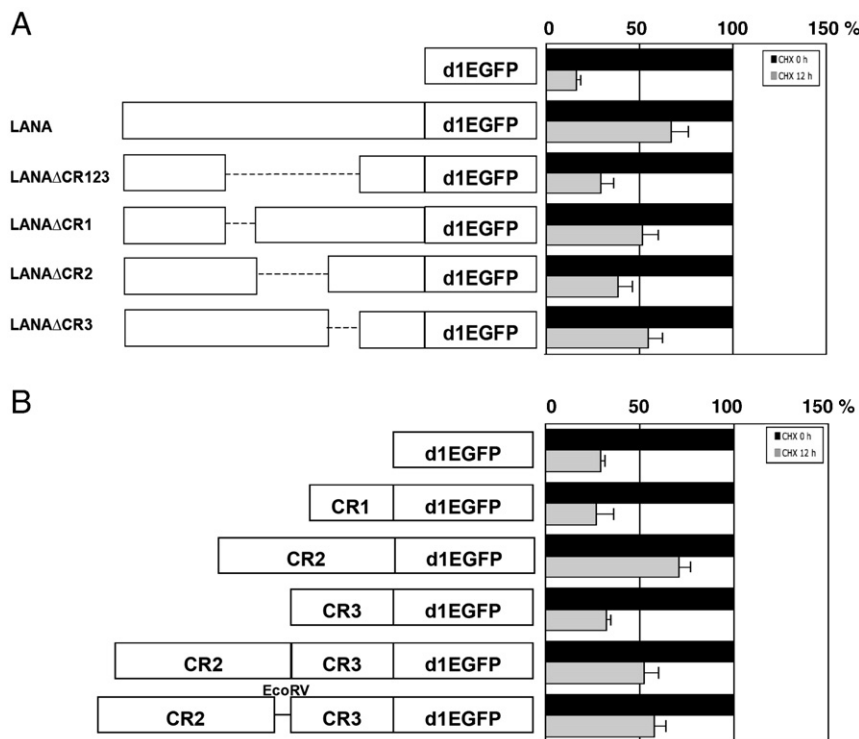 A
0 50 100 150 %
d1EGFP
CHX 0 h
CHX 12 h
LANA d1EGFP
LANAΔCR123 d1EGFP
LANAΔCR1 d1EGFP
LANAΔCR2 d1EGFP
LANAΔCR3 d1EGFP
B
0 50 100 150 %
d1EGFP
CHX 0 h
CHX 12 h
CR1 d1EGFP
CR2 d1EGFP
CR3 d1EGFP
CR2 CR3 d1EGFP
EcoRV
CR2 CR3 d1EGFP